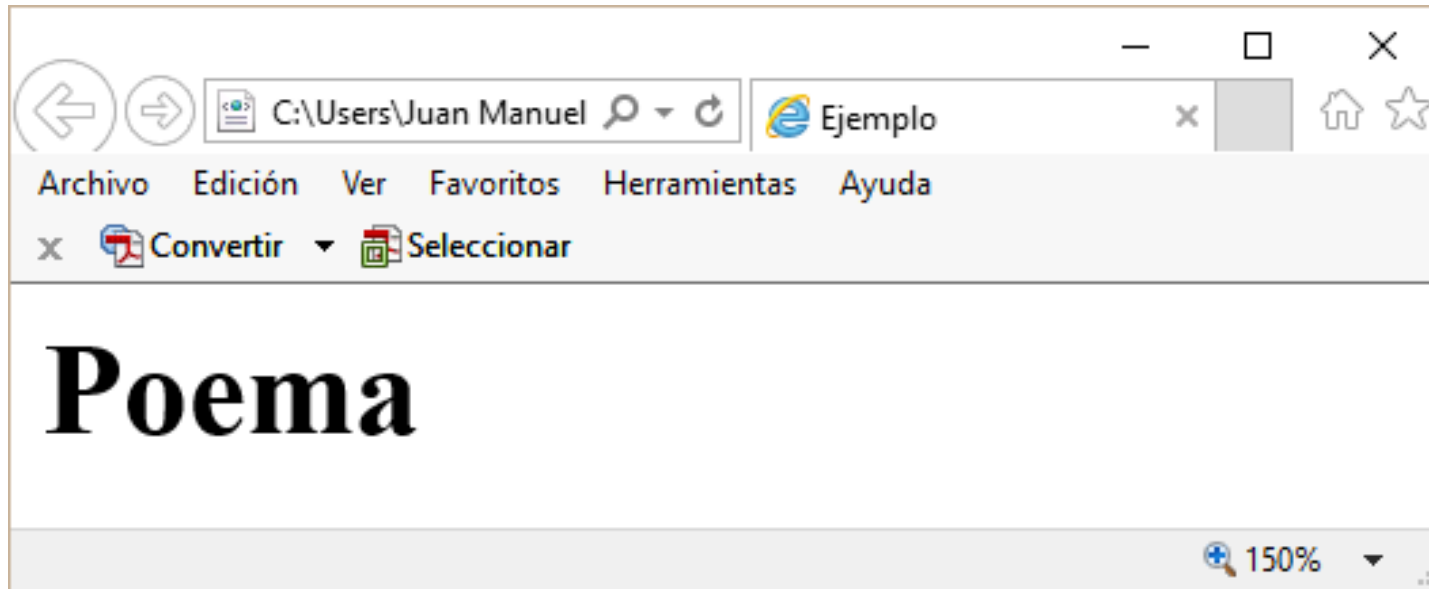 C:\Users\Juan Manuel
Ejemplo
Archivo Edición Ver Favoritos Herramientas Ayuda
Convertir Seleccionar
Poema
150%